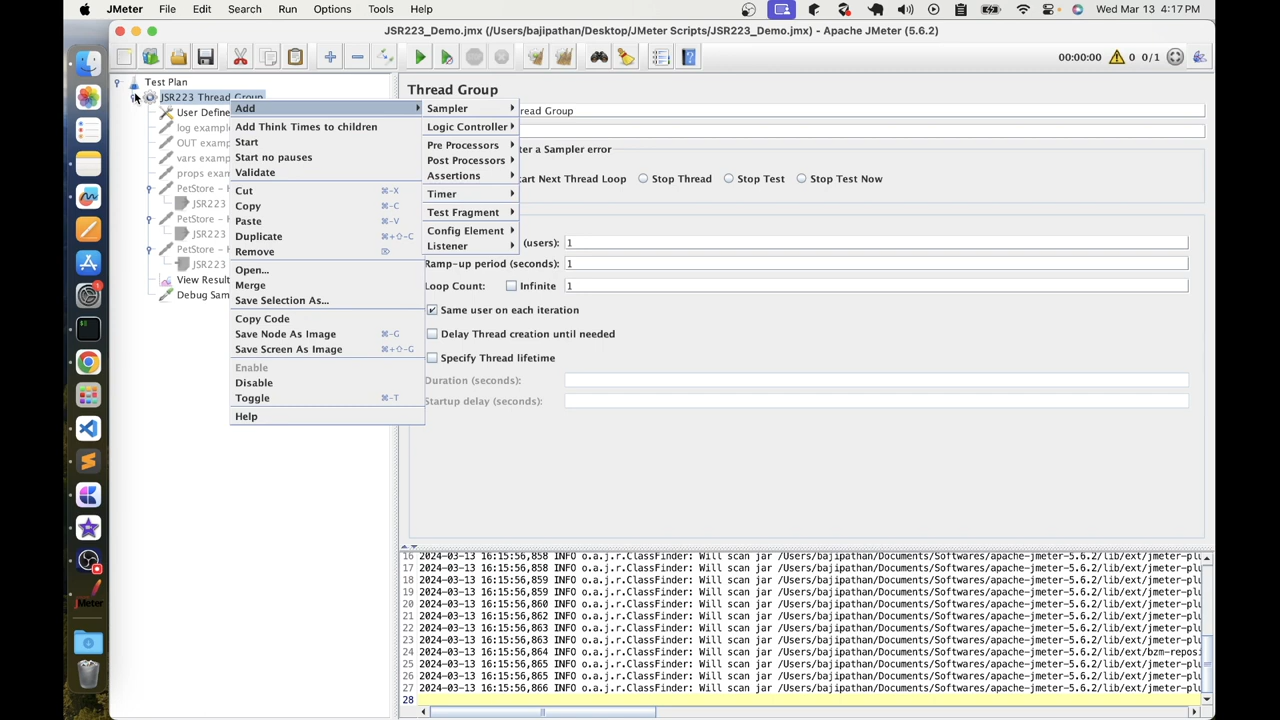 JMeter File Edit Search Run Options Tools Help Wed Mar 13 4:17 PM
JSR223_Demo.jmx (/Users/bajipathan/Desktop/JMeter Scripts/JSR223_Demo.jmx) - Apache JMeter (5.6.2)
00:00:00 0 0/1
Test Plan
JSR223 Thread Group
User Define
log example
OUT examp
vars examp
props examp
PetStore -
JSR223
PetStore -
JSR223
PetStore -
JSR223
View Result
Debug Sam
Add
Add Think Times to children
Start
Start no pauses
Validate
Cut ⌘-X
Copy ⌘-C
Paste ⌘-V
Duplicate ⌘+⇧-C
Remove ⌦
Open...
Merge
Save Selection As...
Copy Code
Save Node As Image ⌘-G
Save Screen As Image ⌘+⇧-G
Enable
Disable
Toggle ⌘-T
Help
Sampler
Logic Controller
Pre Processors
Post Processors
Assertions
Timer
Test Fragment
Config Element
Listener
Thread Group
read Group
ter a Sampler error
tart Next Thread Loop Stop Thread Stop Test Stop Test Now
(users): 1
Ramp-up period (seconds): 1
Loop Count: Infinite 1
Same user on each iteration
Delay Thread creation until needed
Specify Thread lifetime
Duration (seconds):
Startup delay (seconds):
16 2024-03-13 16:15:56,858 INFO o.a.j.r.ClassFinder: Will scan jar /Users/bajipathan/Documents/Softwares/apache-jmeter-5.6.2/lib/ext/jmeter-plu
17 2024-03-13 16:15:56,858 INFO o.a.j.r.ClassFinder: Will scan jar /Users/bajipathan/Documents/Softwares/apache-jmeter-5.6.2/lib/ext/jmeter-plu
18 2024-03-13 16:15:56,859 INFO o.a.j.r.ClassFinder: Will scan jar /Users/bajipathan/Documents/Softwares/apache-jmeter-5.6.2/lib/ext/jmeter-plu
19 2024-03-13 16:15:56,859 INFO o.a.j.r.ClassFinder: Will scan jar /Users/bajipathan/Documents/Softwares/apache-jmeter-5.6.2/lib/ext/jmeter-plu
20 2024-03-13 16:15:56,860 INFO o.a.j.r.ClassFinder: Will scan jar /Users/bajipathan/Documents/Softwares/apache-jmeter-5.6.2/lib/ext/jmeter-plu
21 2024-03-13 16:15:56,862 INFO o.a.j.r.ClassFinder: Will scan jar /Users/bajipathan/Documents/Softwares/apache-jmeter-5.6.2/lib/ext/jmeter-plu
22 2024-03-13 16:15:56,862 INFO o.a.j.r.ClassFinder: Will scan jar /Users/bajipathan/Documents/Softwares/apache-jmeter-5.6.2/lib/ext/jmeter-plu
23 2024-03-13 16:15:56,863 INFO o.a.j.r.ClassFinder: Will scan jar /Users/bajipathan/Documents/Softwares/apache-jmeter-5.6.2/lib/ext/jmeter-plu
24 2024-03-13 16:15:56,864 INFO o.a.j.r.ClassFinder: Will scan jar /Users/bajipathan/Documents/Softwares/apache-jmeter-5.6.2/lib/ext/bzm-repos
25 2024-03-13 16:15:56,865 INFO o.a.j.r.ClassFinder: Will scan jar /Users/bajipathan/Documents/Softwares/apache-jmeter-5.6.2/lib/ext/jmeter-plu
26 2024-03-13 16:15:56,865 INFO o.a.j.r.ClassFinder: Will scan jar /Users/bajipathan/Documents/Softwares/apache-jmeter-5.6.2/lib/ext/jmeter-plu
27 2024-03-13 16:15:56,866 INFO o.a.j.r.ClassFinder: Will scan jar /Users/bajipathan/Documents/Softwares/apache-jmeter-5.6.2/lib/ext/jmeter-plu
28
JMeter